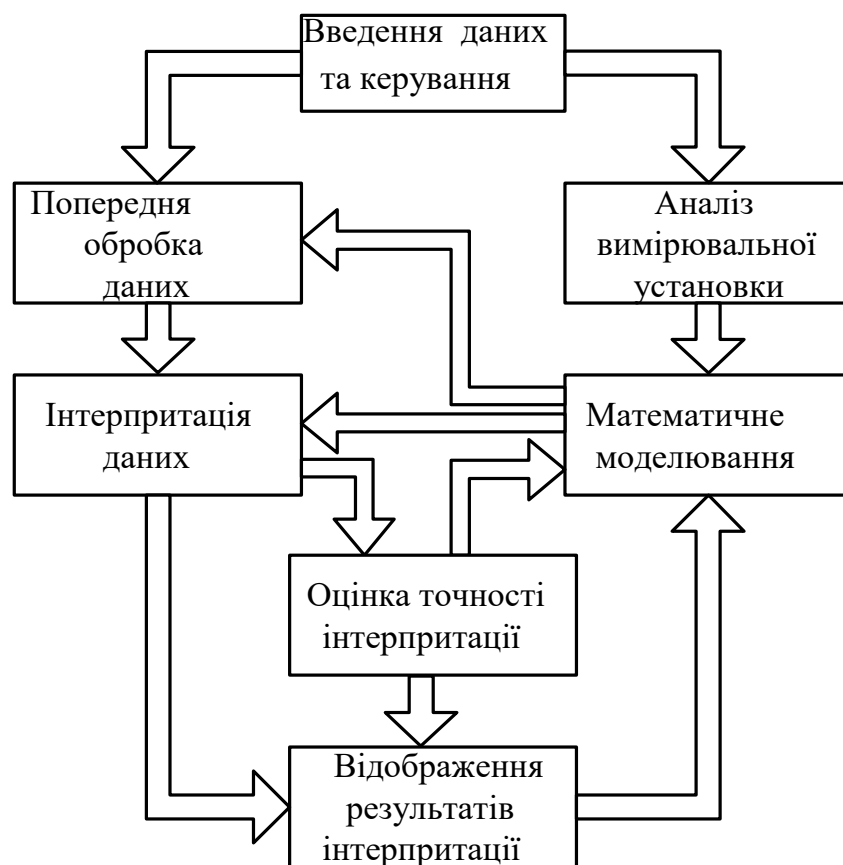 Введення даних
та керування
Попередня
обробка
даних
Аналіз
вимірювальної
установки
Інтерпритація
даних
Математичне
моделювання
Оцінка точності
інтерпритації
Відображення
результатів
інтерпритації